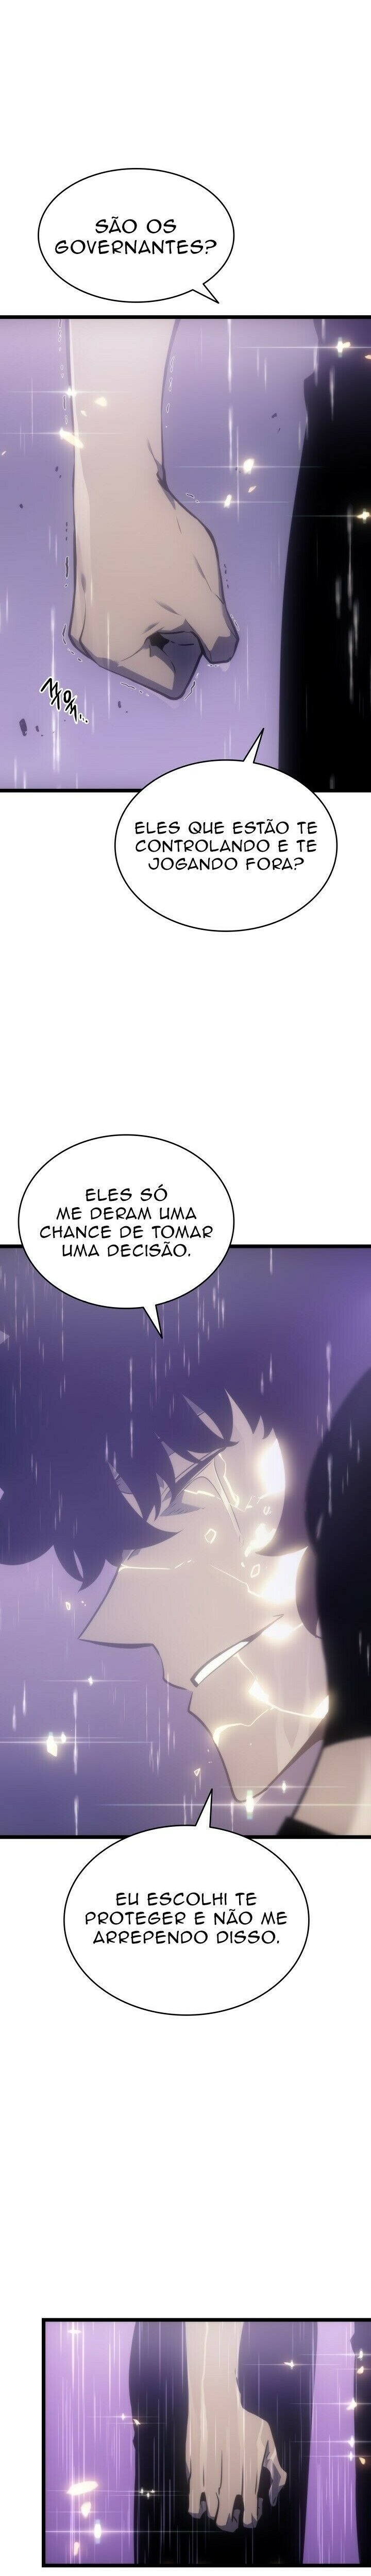 SÃO OS
GOVERNANTES?
ELES QUE ESTÃO TE
CONTROLANDO E TE
JOGANDO FORA?
ELES SÓ
ME DERAM UMA
CHANCE DE TOMAR
UMA DECISÃO.
EU ESCOLHI TE
PROTEGER E NÃO ME
ARREPENDO DISSO.